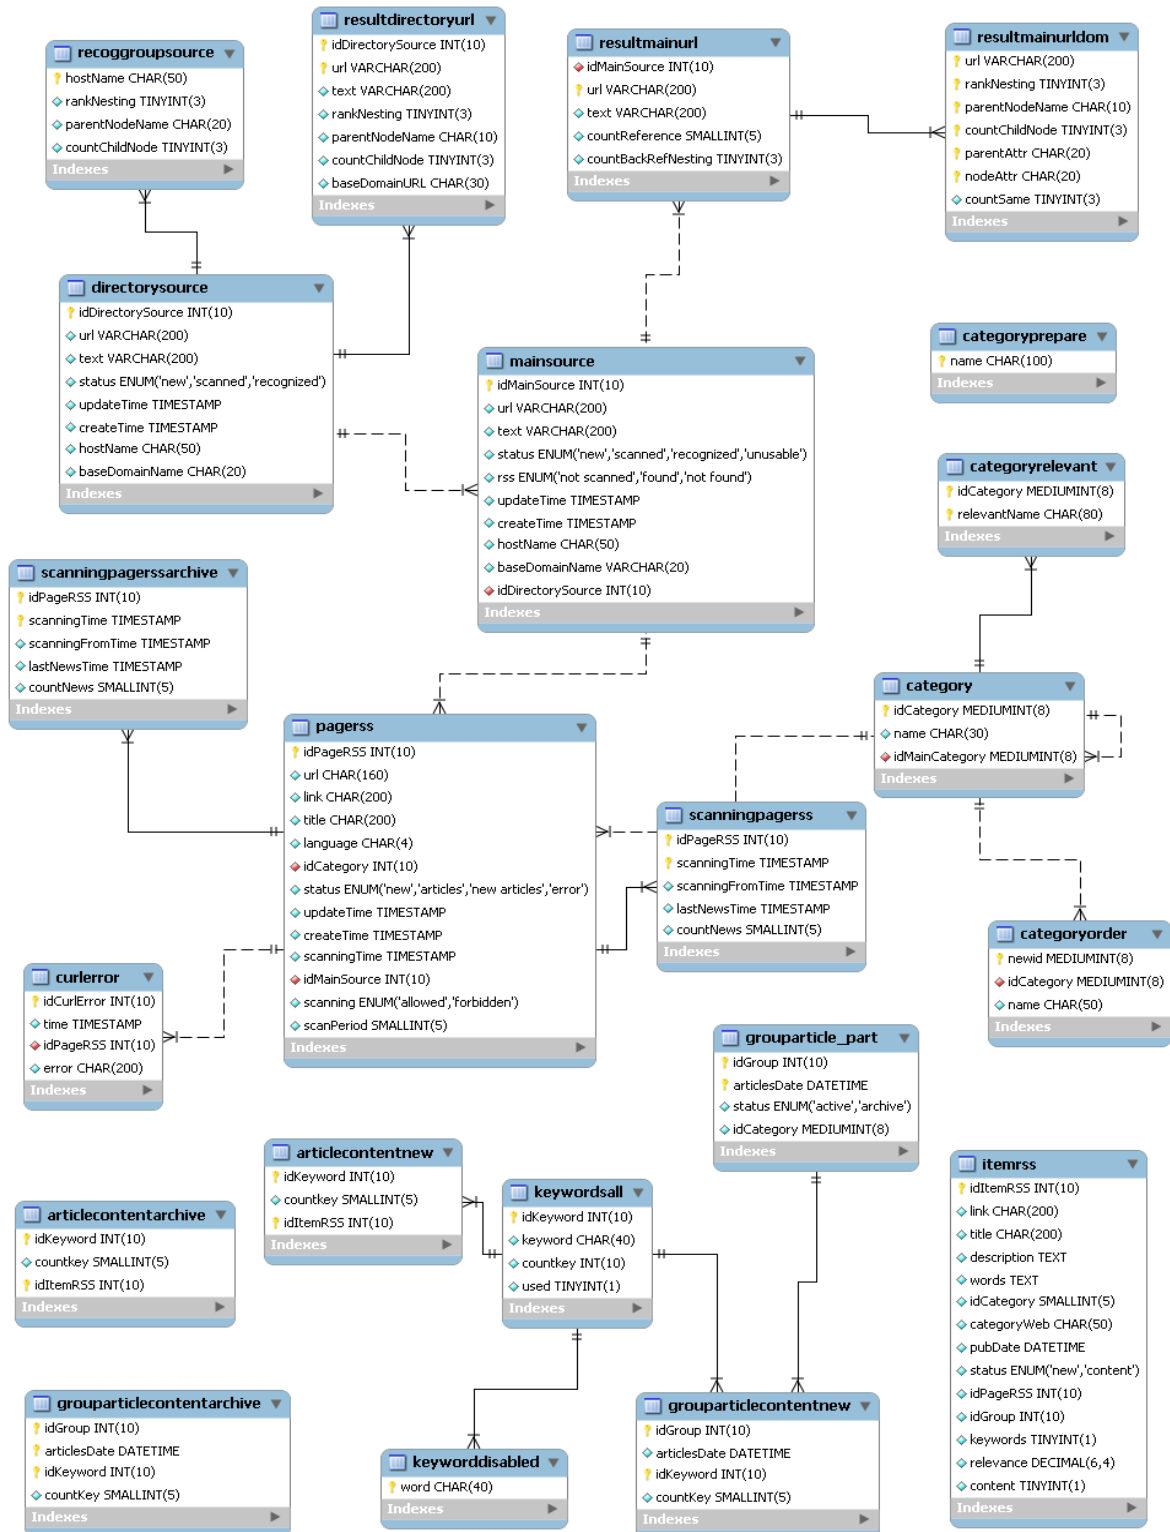 recoggroupsource
hostName CHAR(50)
rankNesting TINYINT(3)
parentNodeName CHAR(20)
countChildNode TINYINT(3)
Indexes
resultdirectoryurl
idDirectorySource INT(10)
url VARCHAR(200)
text VARCHAR(200)
rankNesting TINYINT(3)
parentNodeName CHAR(10)
countChildNode TINYINT(3)
baseDomainURL CHAR(30)
Indexes
resultmainurl
idMainSource INT(10)
url VARCHAR(200)
text VARCHAR(200)
countReference SMALLINT(5)
countBackRefNesting TINYINT(3)
Indexes
resultmainurldom
url VARCHAR(200)
rankNesting TINYINT(3)
parentNodeName CHAR(10)
countChildNode TINYINT(3)
parentAttr CHAR(20)
nodeAttr CHAR(20)
countSame TINYINT(3)
Indexes
directorysource
idDirectorySource INT(10)
url VARCHAR(200)
text VARCHAR(200)
status ENUM('new','scanned','recognized')
updateTime TIMESTAMP
createTime TIMESTAMP
hostName CHAR(50)
baseDomainName CHAR(20)
Indexes
mainsource
idMainSource INT(10)
url VARCHAR(200)
text VARCHAR(200)
status ENUM('new','scanned','recognized','unusable')
rss ENUM('not scanned','found','not found')
updateTime TIMESTAMP
createTime TIMESTAMP
hostName CHAR(50)
baseDomainName VARCHAR(20)
idDirectorySource INT(10)
Indexes
categoryprepare
name CHAR(100)
Indexes
categoryrelevant
idCategory MEDIUMINT(8)
relevantName CHAR(80)
Indexes
scanningpagerssarchive
idPageRSS INT(10)
scanningTime TIMESTAMP
scanningFromTime TIMESTAMP
lastNewsTime TIMESTAMP
countNews SMALLINT(5)
Indexes
pagerss
idPageRSS INT(10)
url CHAR(160)
link CHAR(200)
title CHAR(200)
language CHAR(4)
idCategory INT(10)
status ENUM('new','articles','new articles','error')
updateTime TIMESTAMP
createTime TIMESTAMP
scanningTime TIMESTAMP
idMainSource INT(10)
scanning ENUM('allowed','forbidden')
scanPeriod SMALLINT(5)
Indexes
category
idCategory MEDIUMINT(8)
name CHAR(30)
idMainCategory MEDIUMINT(8)
Indexes
scanningpagerss
idPageRSS INT(10)
scanningTime TIMESTAMP
scanningFromTime TIMESTAMP
lastNewsTime TIMESTAMP
countNews SMALLINT(5)
Indexes
categoryorder
newid MEDIUMINT(8)
idCategory MEDIUMINT(8)
name CHAR(50)
Indexes
curlerror
idCurlError INT(10)
time TIMESTAMP
idPageRSS INT(10)
error CHAR(200)
Indexes
grouparticle_part
idGroup INT(10)
articlesDate DATETIME
status ENUM('active','archive')
idCategory MEDIUMINT(8)
Indexes
articlecontentnew
idKeyword INT(10)
countkey SMALLINT(5)
idItemRSS INT(10)
Indexes
keywordsall
idKeyword INT(10)
keyword CHAR(40)
countkey INT(10)
used TINYINT(1)
Indexes
itemrss
idItemRSS INT(10)
link CHAR(200)
title CHAR(200)
description TEXT
words TEXT
idCategory SMALLINT(5)
categoryWeb CHAR(50)
pubDate DATETIME
status ENUM('new','content')
idPageRSS INT(10)
idGroup INT(10)
keywords TINYINT(1)
relevance DECIMAL(6,4)
content TINYINT(1)
Indexes
articlecontentarchive
idKeyword INT(10)
countkey SMALLINT(5)
idItemRSS INT(10)
Indexes
grouparticlecontentarchive
idGroup INT(10)
articlesDate DATETIME
idKeyword INT(10)
countKey SMALLINT(5)
Indexes
keyworddisabled
word CHAR(40)
Indexes
grouparticlecontentnew
idGroup INT(10)
articlesDate DATETIME
idKeyword INT(10)
countKey SMALLINT(5)
Indexes